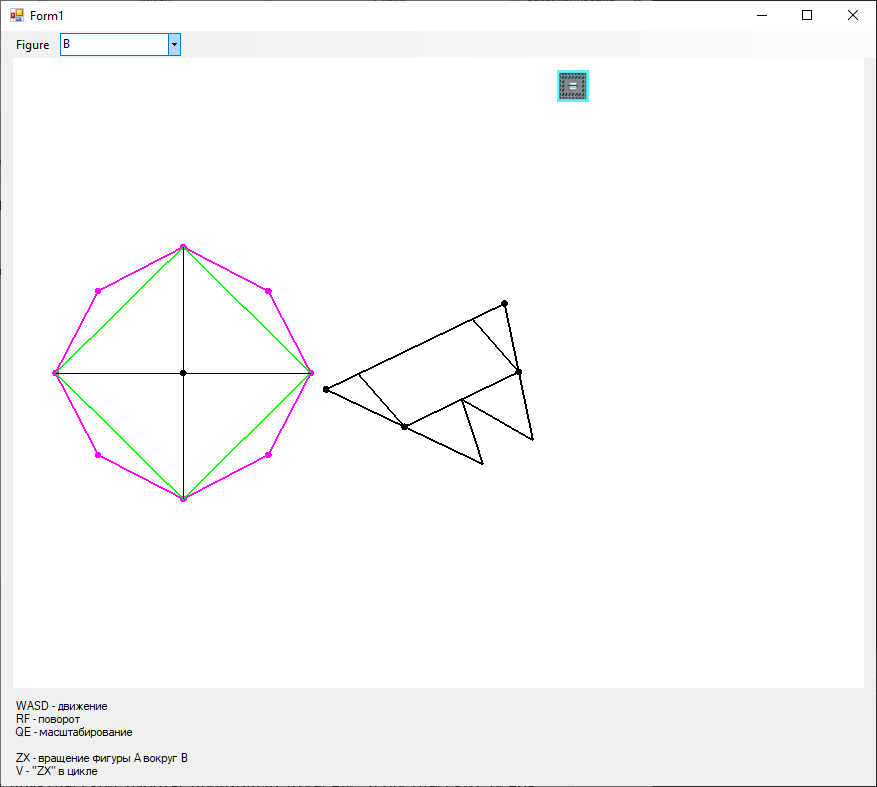 Form1
Figure B
WASD - движение
RF - поворот
QE - масштабирование
ZX - вращение фигуры A вокруг B
V - "ZX" в цикле